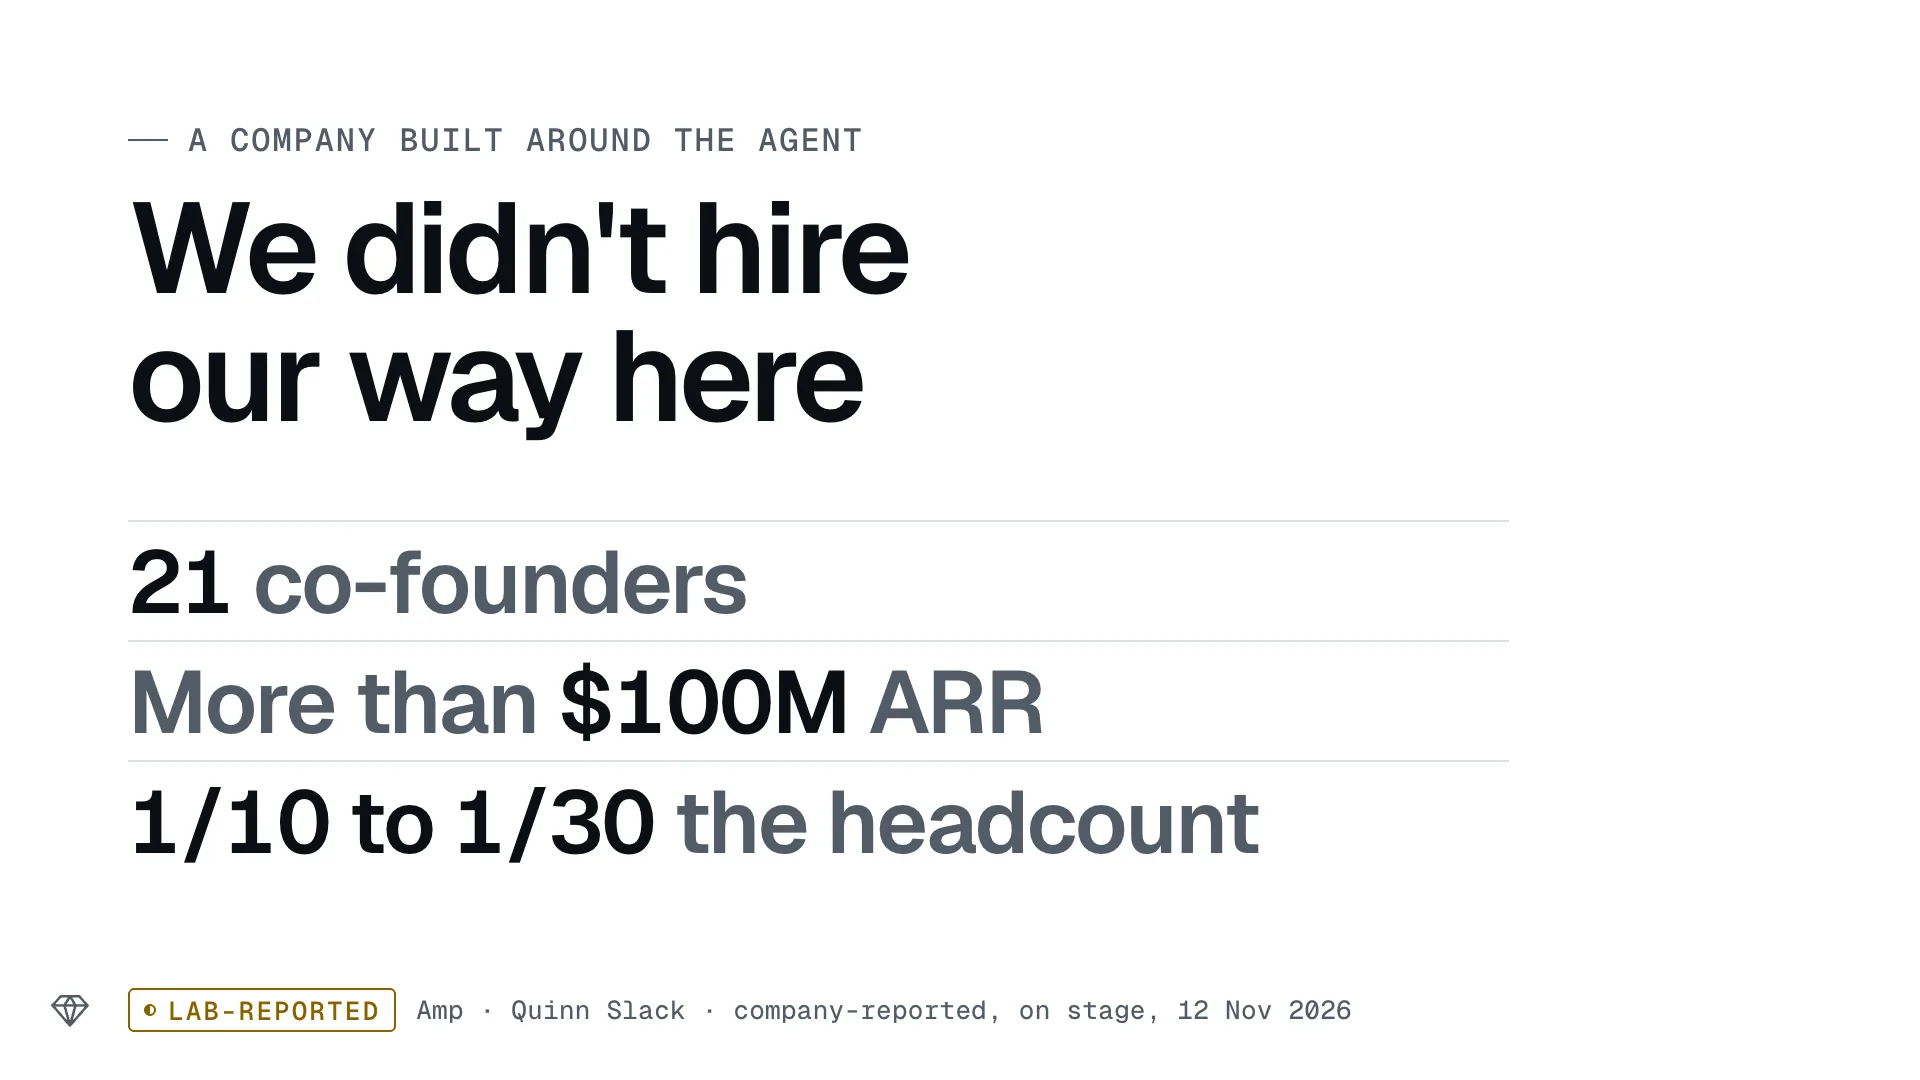 A COMPANY BUILT AROUND THE AGENT
We didn't hire
our way here
21 co-founders
More than $100M ARR
1/10 to 1/30 the headcount
LAB-REPORTED Amp · Quinn Slack · company-reported, on stage, 12 Nov 2026